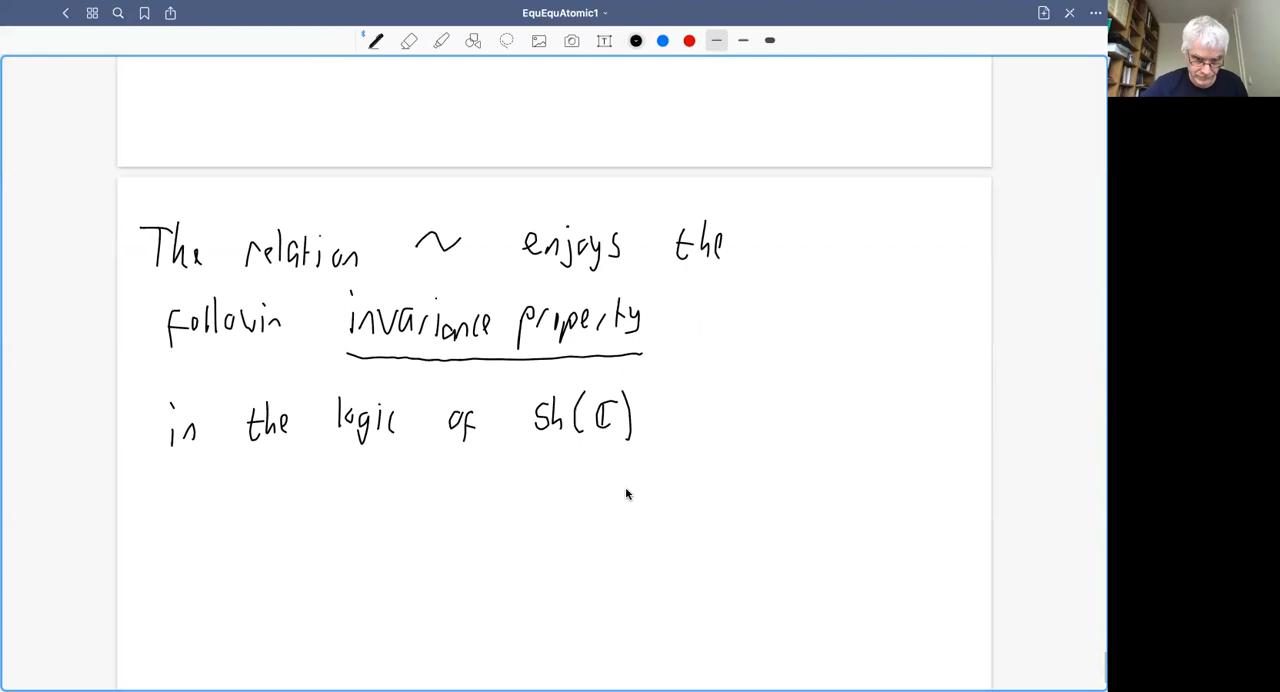 EquEquAtomic1
The relation ~ enjoys the
followin invariance property
in the logic of Sh(ℂ)